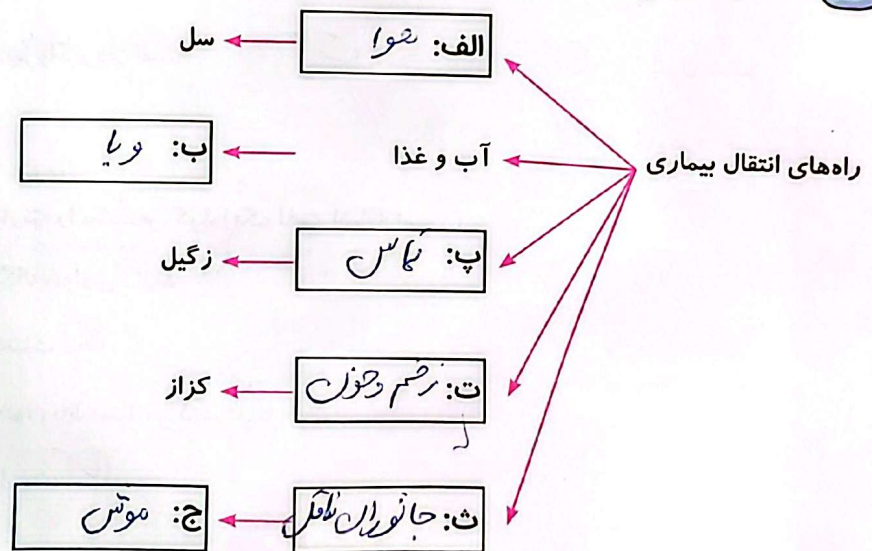 الف: هوا ← سل
راه‌های انتقال بیماری
آب و غذا ← ب: وبا
پ: تماس ← زگیل
ت: زخم و خون ← کزاز
ث: جانوران ناقل ← ج: موش